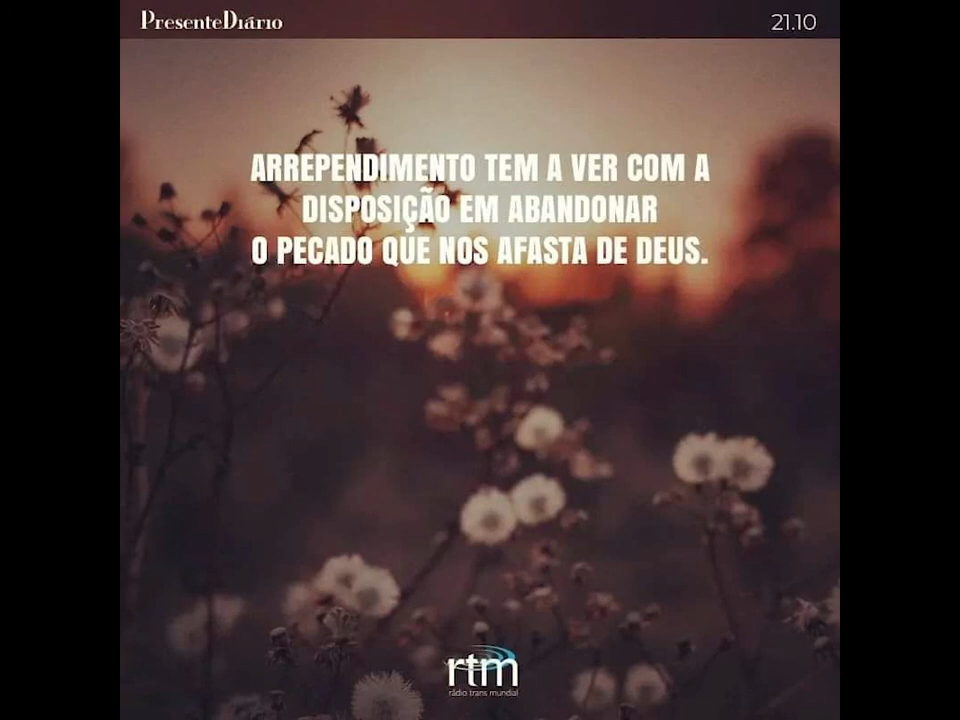 PresenteDiário
21.10
ARREPENDIMENTO TEM A VER COM A
DISPOSIÇÃO EM ABANDONAR
O PECADO QUE NOS AFASTA DE DEUS.
rtm
rádio trans mundial